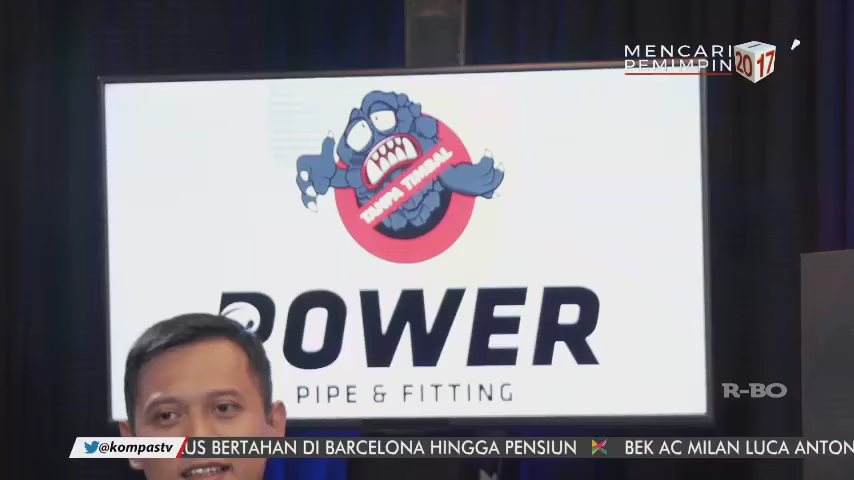 MENCARI
PEMIMPIN
2017
TANPA TIMBAL
POWER
PIPE & FITTING
R-BO
@kompastv
US BERTAHAN DI BARCELONA HINGGA PENSIUN
BEK AC MILAN LUCA ANTON